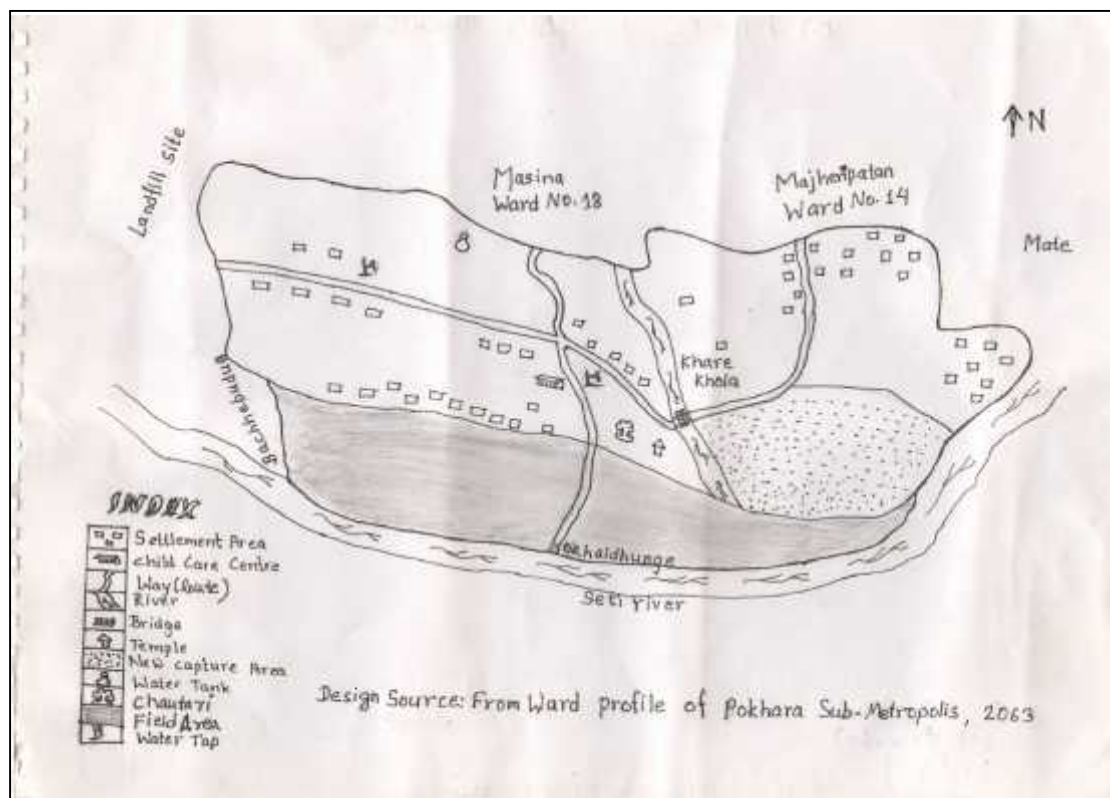 N
Landfill Site
Masina
Ward No. 18
Majheripatan
Ward No. 14
Mate
Khare
Khola
Seti river
INDEX
Settlement Area
child Care Centre
Way(Route)
River
Bridge
Temple
New capture Area
Water Tank
Chautari
Field Area
Water Tap
Design Source: From Ward profile of Pokhara Sub-Metropolis, 2063